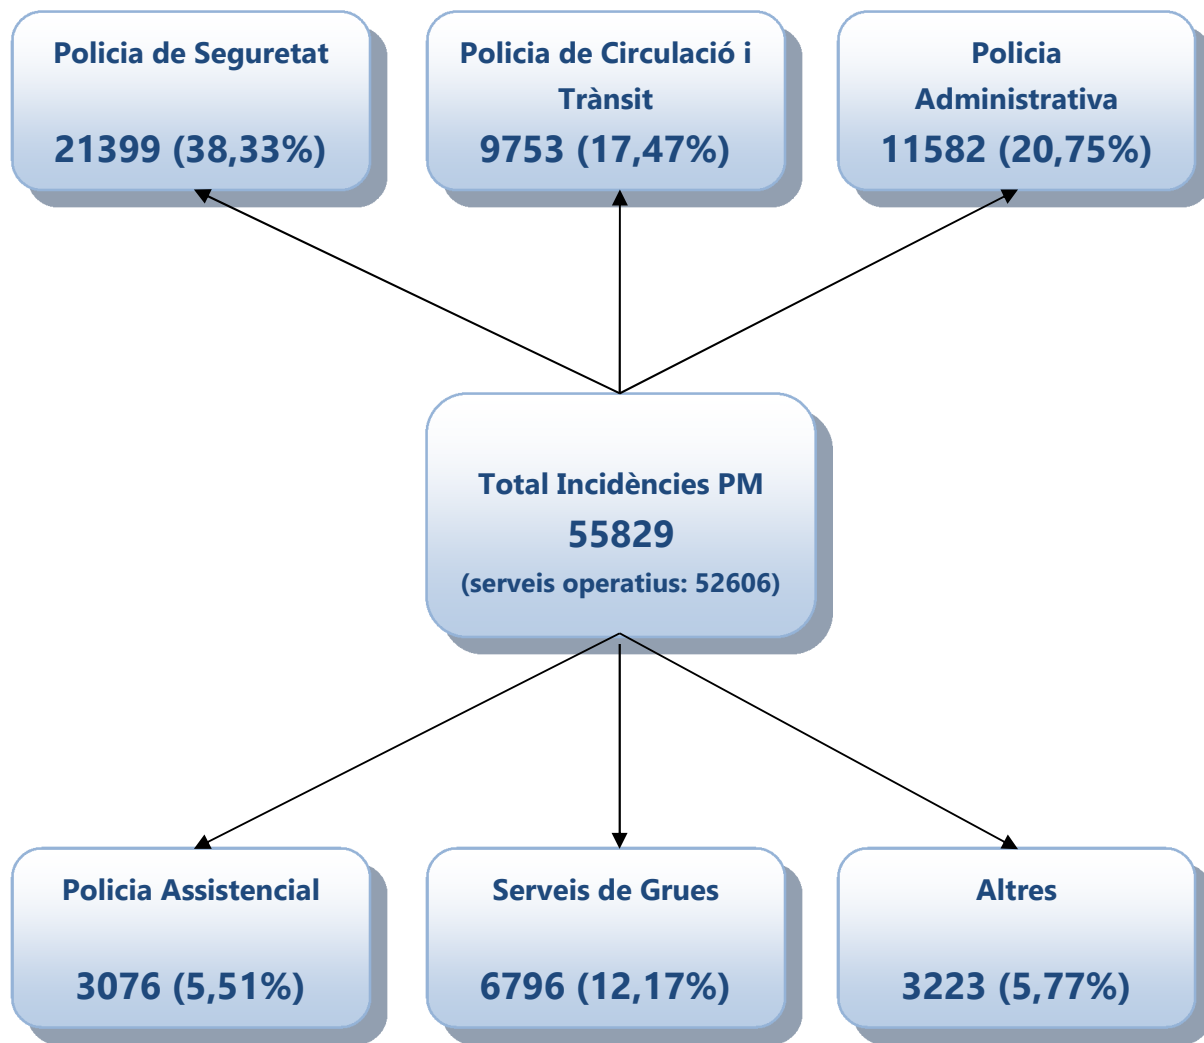 Policia de Seguretat
21399 (38,33%)
Policia de Circulació i
Trànsit
9753 (17,47%)
Policia
Administrativa
11582 (20,75%)
Total Incidències PM
55829
(serveis operatius: 52606)
Policia Assistencial
3076 (5,51%)
Serveis de Grues
6796 (12,17%)
Altres
3223 (5,77%)